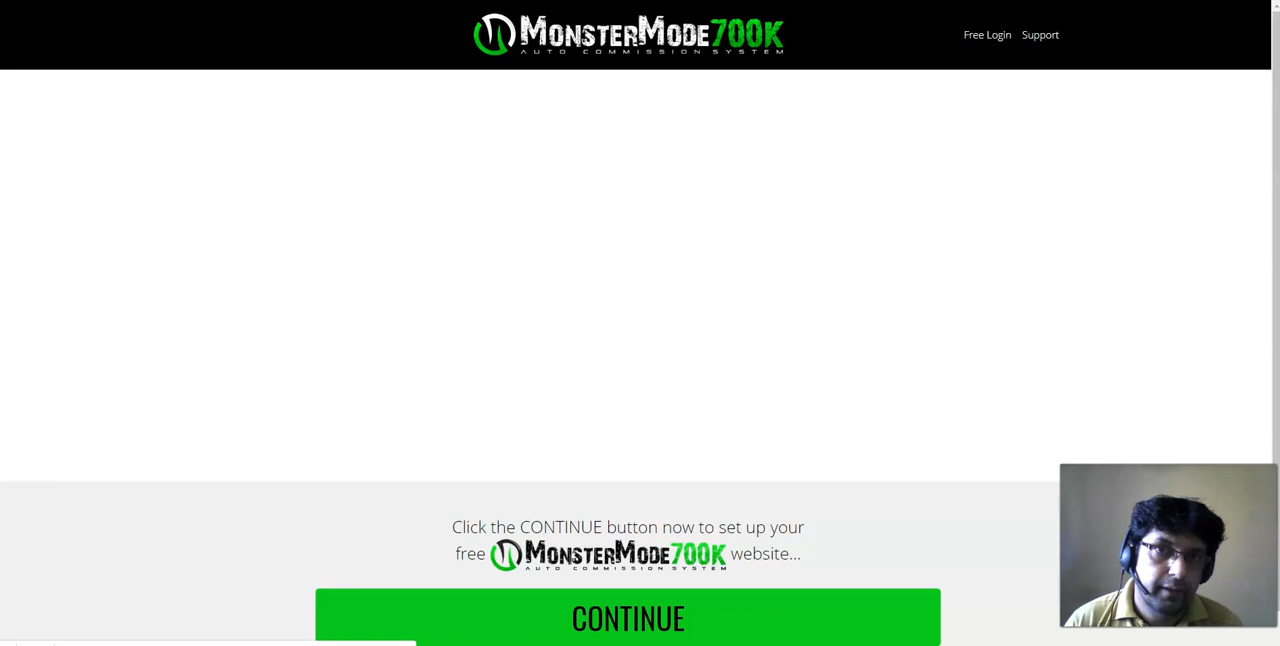 MONSTERMODE700K
AUTO COMMISSION SYSTEM
Free Login Support
Click the CONTINUE button now to set up your
free MONSTERMODE700K website...
AUTO COMMISSION SYSTEM
CONTINUE